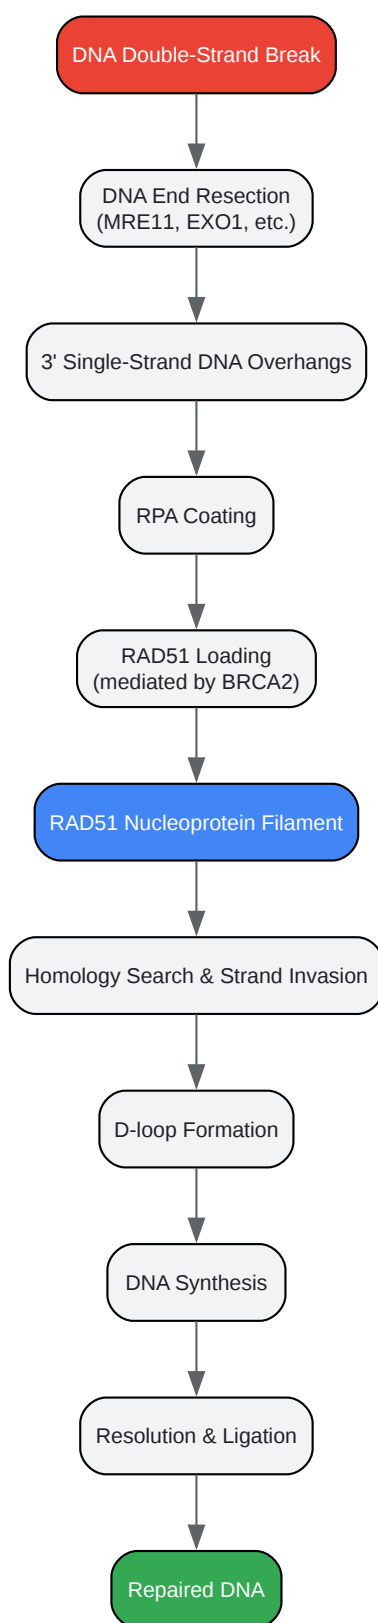 DNA Double-Strand Break
DNA End Resection
(MRE11, EXO1, etc.)
3' Single-Strand DNA Overhangs
RPA Coating
RAD51 Loading
(mediated by BRCA2)
RAD51 Nucleoprotein Filament
Homology Search & Strand Invasion
D-loop Formation
DNA Synthesis
Resolution & Ligation
Repaired DNA